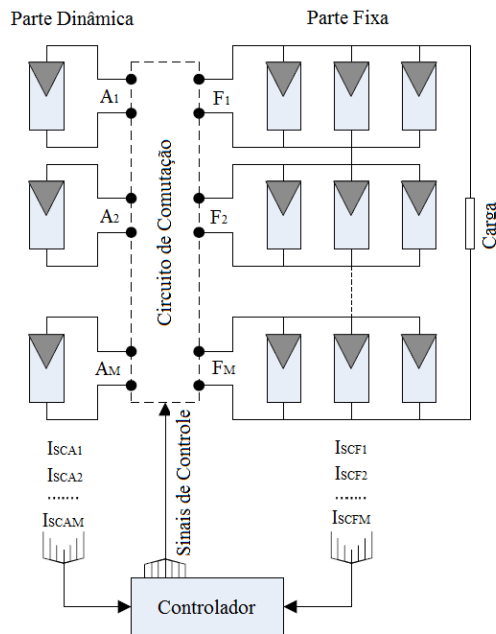 Parte Dinâmica
Parte Fixa
A1
F1
A2
F2
AM
FM
Circuito de Comutação
Carga
ISCA1
ISCA2
.......
ISCAM
Sinais de Controle
ISCF1
ISCF2
.......
ISCFM
Controlador